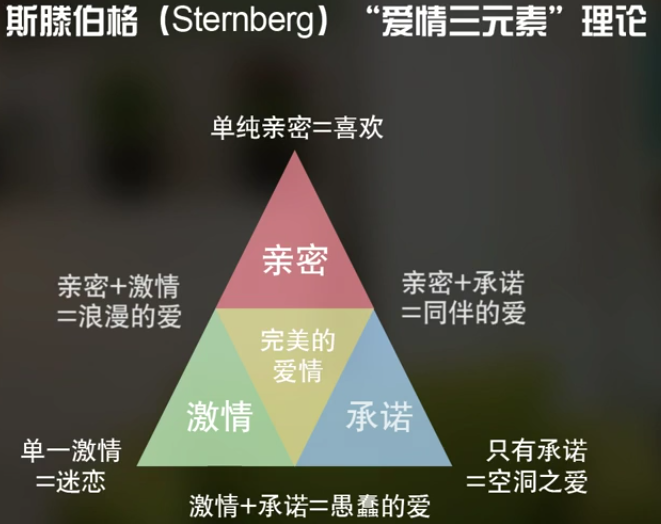 斯滕伯格（Sternberg）“爱情三元素”理论
单纯亲密=喜欢
亲密
亲密+激情
=浪漫的爱
亲密+承诺
=同伴的爱
完美的
爱情
激情
承诺
单一激情
=迷恋
只有承诺
=空洞之爱
激情+承诺=愚蠢的爱